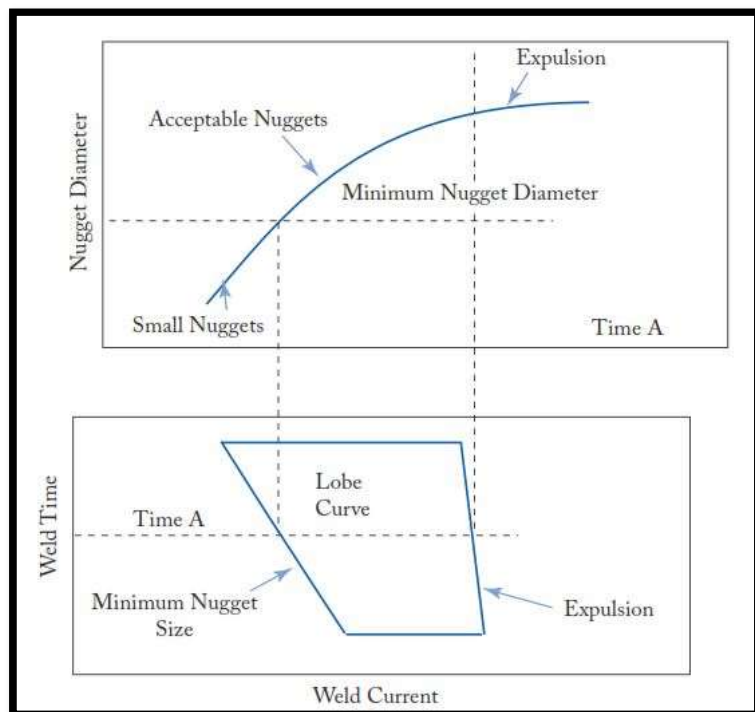 Expulsion
Acceptable Nuggets
Minimum Nugget Diameter
Nugget Diameter
Small Nuggets
Time A
Lobe
Curve
Time A
Weld Time
Minimum Nugget
Size
Expulsion
Weld Current